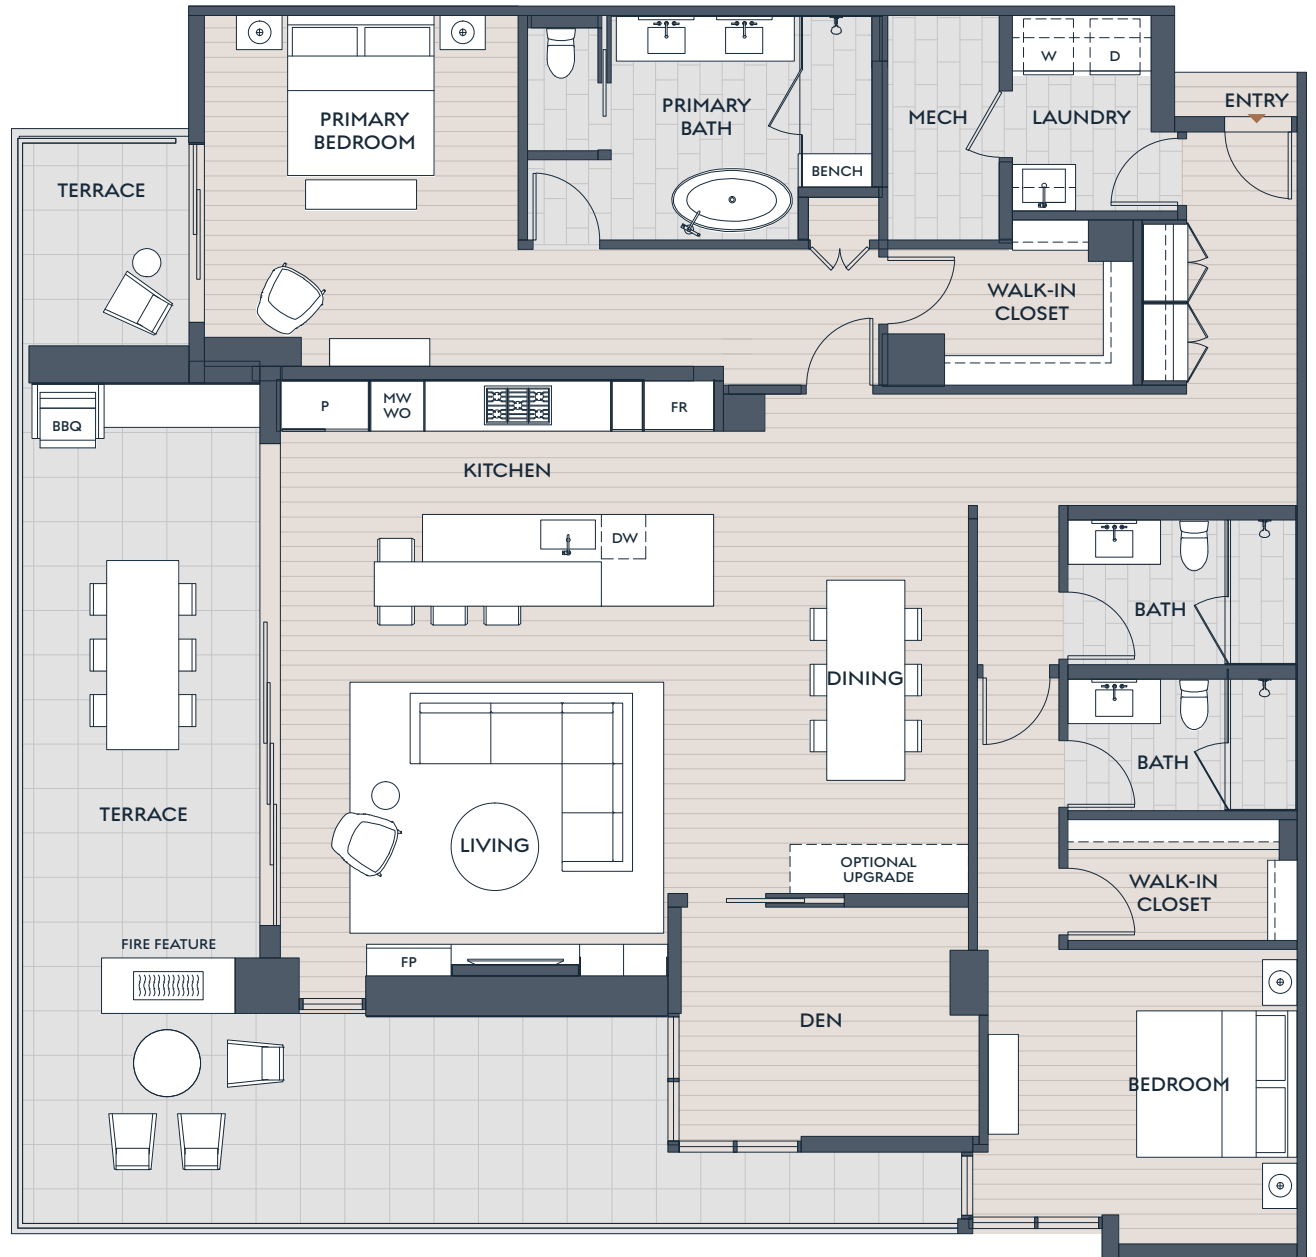 PRIMARY
BEDROOM
PRIMARY
BATH
BENCH
MECH
W
D
LAUNDRY
ENTRY
TERRACE
WALK-IN
CLOSET
BBQ
P
MW
WO
FR
KITCHEN
DW
BATH
DINING
BATH
TERRACE
LIVING
OPTIONAL
UPGRADE
WALK-IN
CLOSET
FIRE FEATURE
FP
DEN
BEDROOM